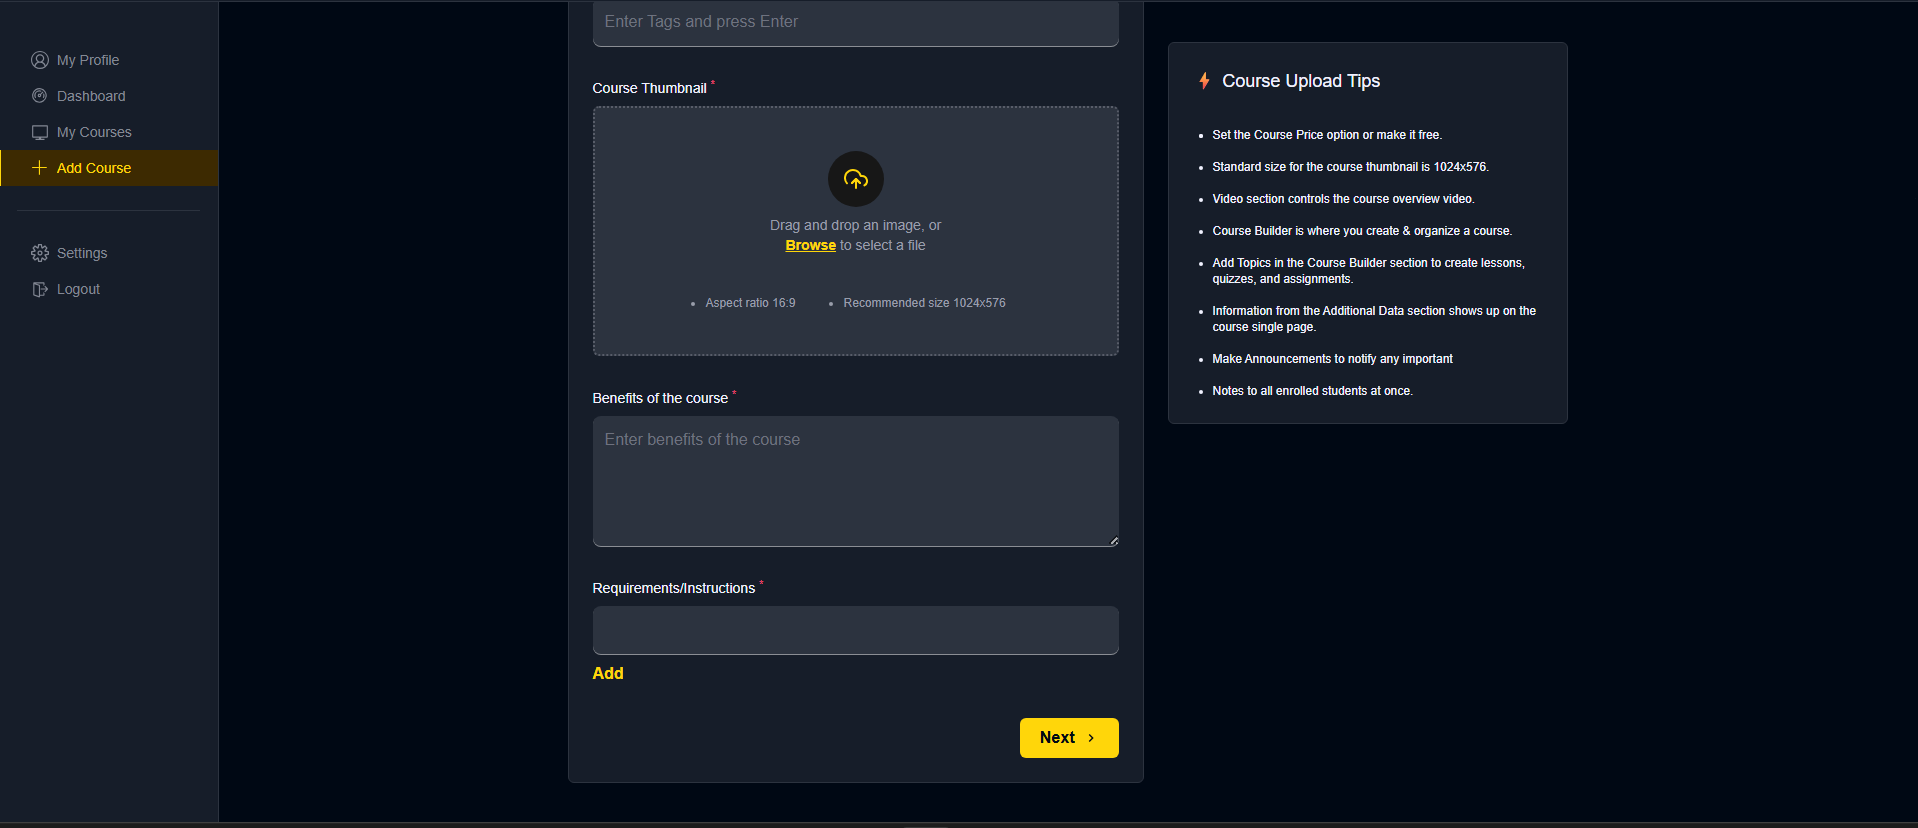 My Profile
Dashboard
My Courses
Add Course
Settings
Logout
Enter Tags and press Enter
Course Thumbnail *
Drag and drop an image, or
Browse to select a file
• Aspect ratio 16:9 • Recommended size 1024x576
Benefits of the course *
Enter benefits of the course
Requirements/Instructions *
Add
Next ›
Course Upload Tips
• Set the Course Price option or make it free.
• Standard size for the course thumbnail is 1024x576.
• Video section controls the course overview video.
• Course Builder is where you create & organize a course.
• Add Topics in the Course Builder section to create lessons,
quizzes, and assignments.
• Information from the Additional Data section shows up on the
course single page.
• Make Announcements to notify any important
• Notes to all enrolled students at once.